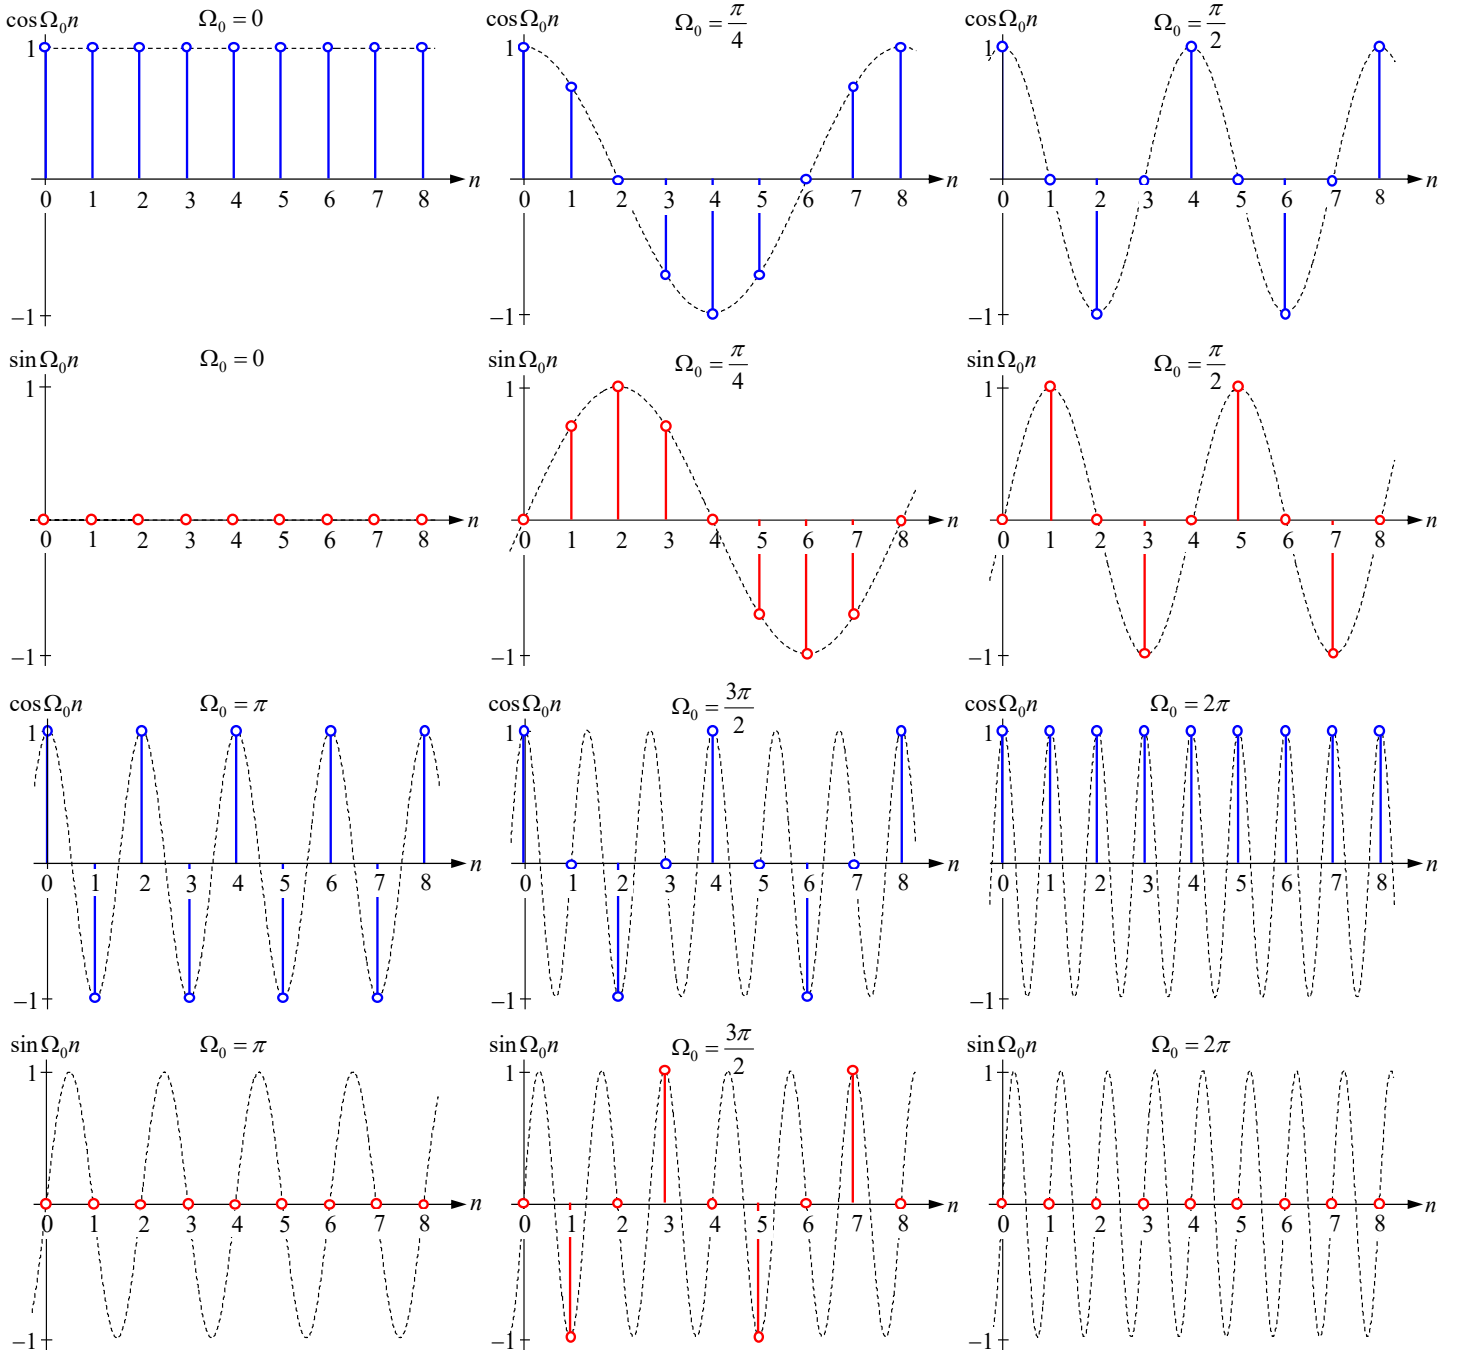 cos Ω₀n Ω₀ = 0
1
0 1 2 3 4 5 6 7 8 n
–1
cos Ω₀n Ω₀ = π/4
1
0 1 2 3 4 5 6 7 8 n
–1
cos Ω₀n Ω₀ = π/2
1
0 1 2 3 4 5 6 7 8 n
–1
sin Ω₀n Ω₀ = 0
1
0 1 2 3 4 5 6 7 8 n
–1
sin Ω₀n Ω₀ = π/4
1
0 1 2 3 4 5 6 7 8 n
–1
sin Ω₀n Ω₀ = π/2
1
0 1 2 3 4 5 6 7 8 n
–1
cos Ω₀n Ω₀ = π
1
0 1 2 3 4 5 6 7 8 n
–1
cos Ω₀n Ω₀ = 3π/2
1
0 1 2 3 4 5 6 7 8 n
–1
cos Ω₀n Ω₀ = 2π
1
0 1 2 3 4 5 6 7 8 n
–1
sin Ω₀n Ω₀ = π
1
0 1 2 3 4 5 6 7 8 n
–1
sin Ω₀n Ω₀ = 3π/2
1
0 1 2 3 4 5 6 7 8 n
–1
sin Ω₀n Ω₀ = 2π
1
0 1 2 3 4 5 6 7 8 n
–1